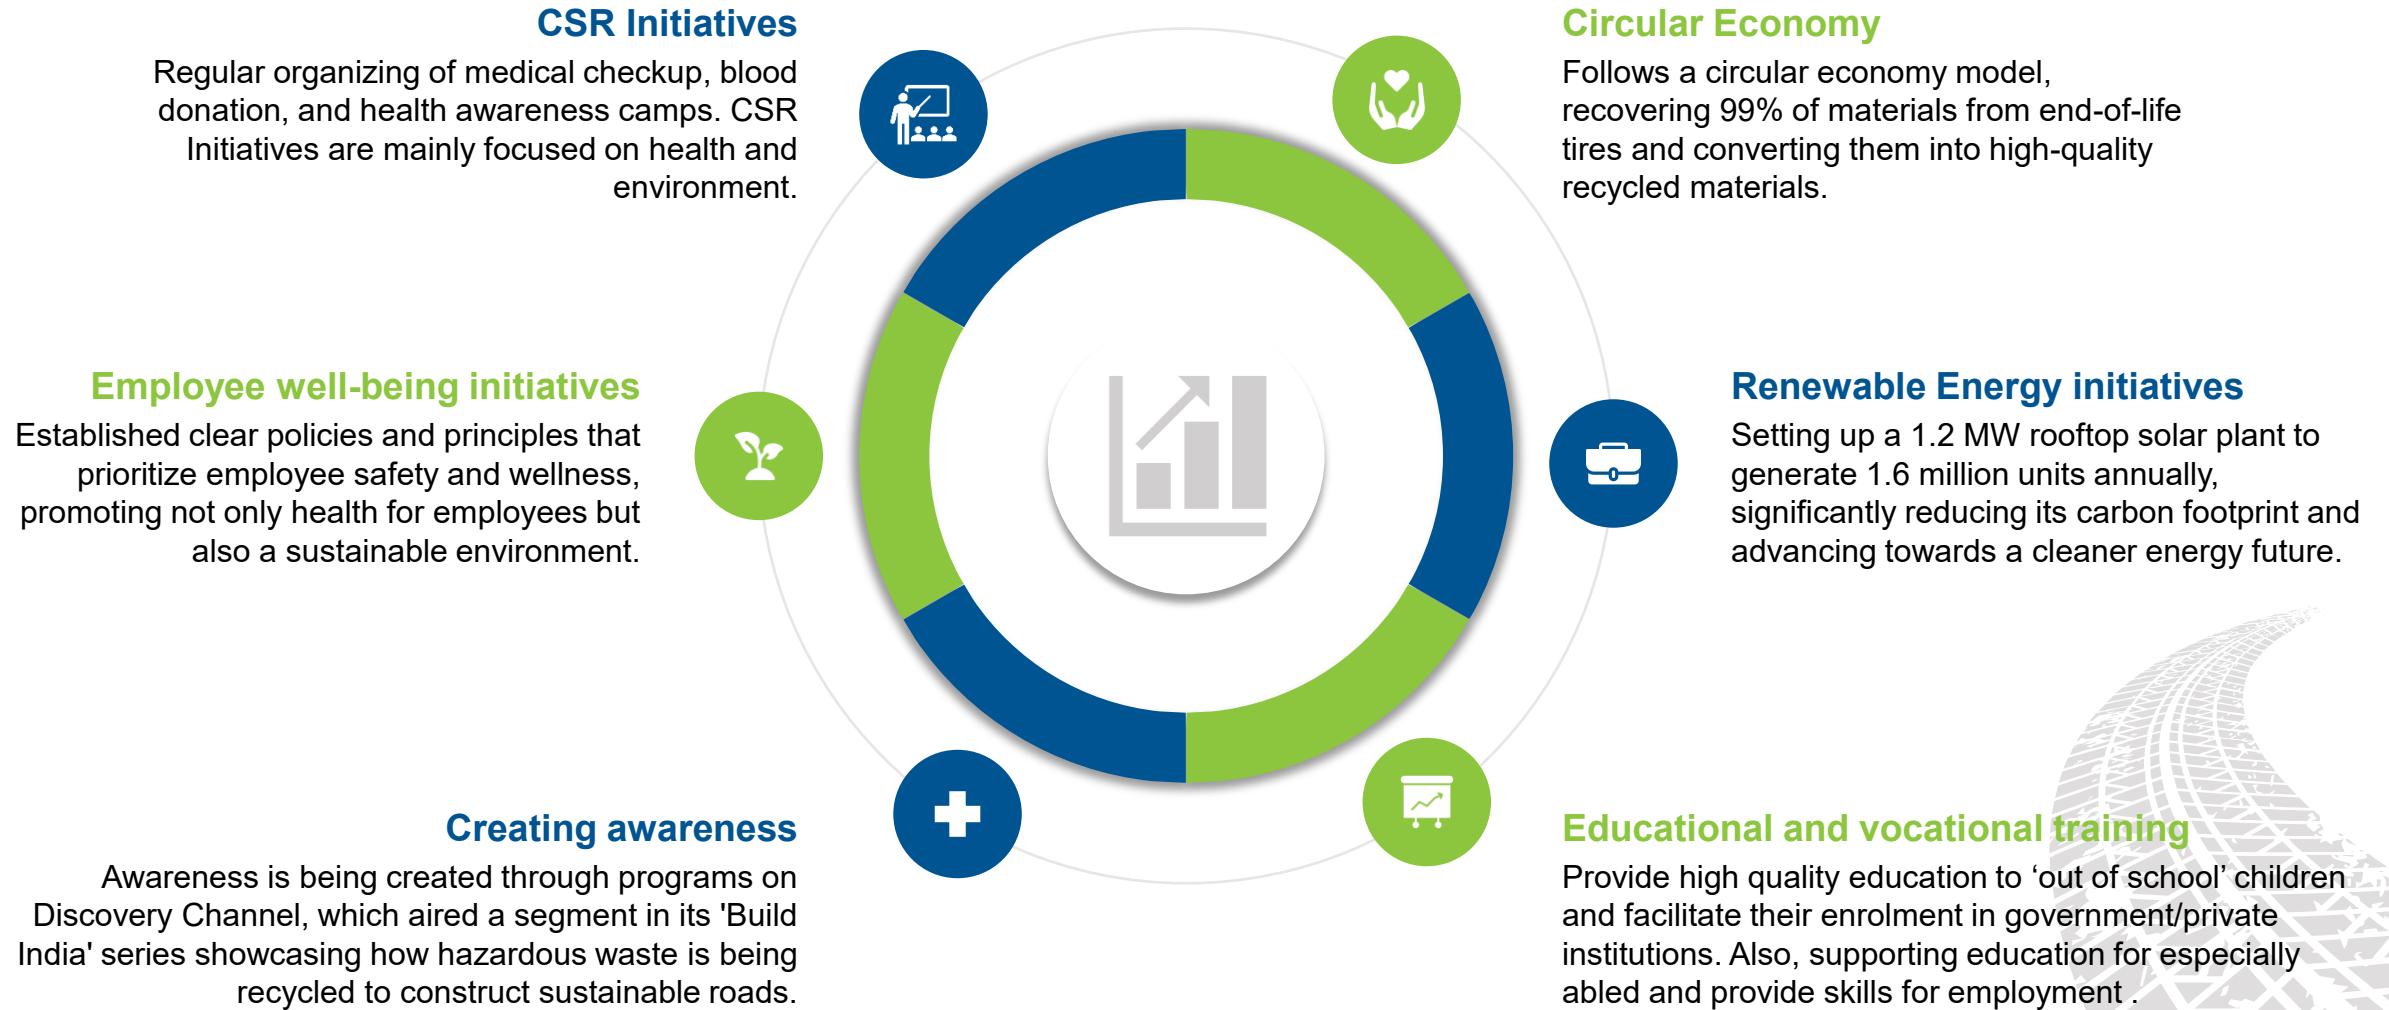 CSR Initiatives
Regular organizing of medical checkup, blood
donation, and health awareness camps. CSR
Initiatives are mainly focused on health and
environment.
Circular Economy
Follows a circular economy model,
recovering 99% of materials from end-of-life
tires and converting them into high-quality
recycled materials.
Employee well-being initiatives
Established clear policies and principles that
prioritize employee safety and wellness,
promoting not only health for employees but
also a sustainable environment.
Renewable Energy initiatives
Setting up a 1.2 MW rooftop solar plant to
generate 1.6 million units annually,
significantly reducing its carbon footprint and
advancing towards a cleaner energy future.
Creating awareness
Awareness is being created through programs on
Discovery Channel, which aired a segment in its 'Build
India' series showcasing how hazardous waste is being
recycled to construct sustainable roads.
Educational and vocational training
Provide high quality education to ‘out of school’ children
and facilitate their enrolment in government/private
institutions. Also, supporting education for especially
abled and provide skills for employment .